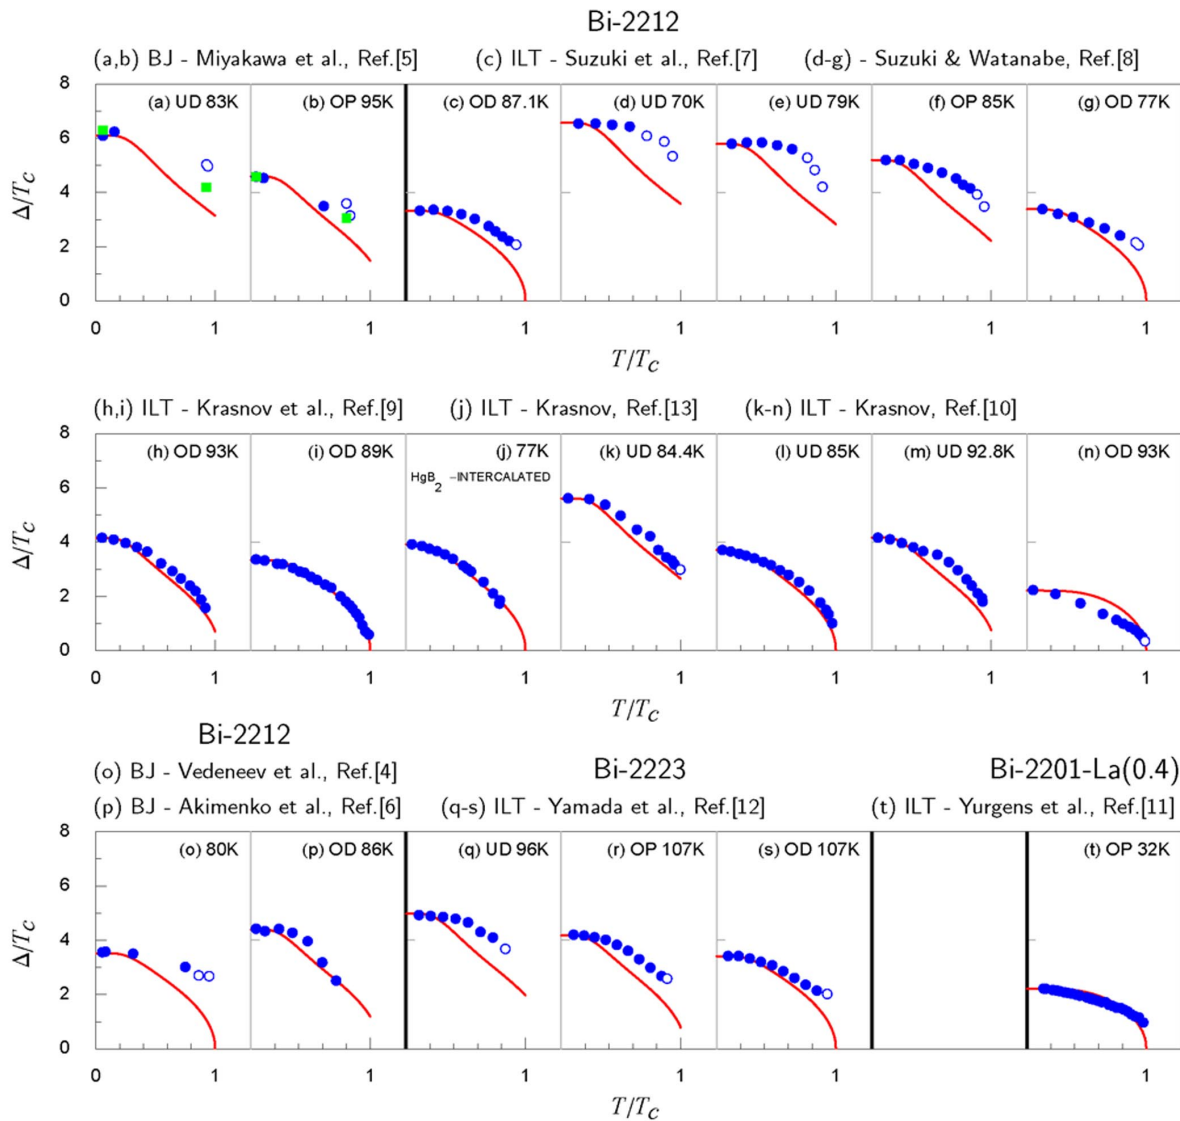 Bi-2212
(a,b) BJ - Miyakawa et al., Ref.[5] (c) ILT - Suzuki et al., Ref.[7] (d-g) - Suzuki & Watanabe, Ref.[8]
8
(a) UD 83K (b) OP 95K (c) OD 87.1K (d) UD 70K (e) UD 79K (f) OP 85K (g) OD 77K
6
Δ/Tc
4
2
0
0 1 1 1 1 1 1 1
T/Tc
(h,i) ILT - Krasnov et al., Ref.[9] (j) ILT - Krasnov, Ref.[13] (k-n) ILT - Krasnov, Ref.[10]
8
(h) OD 93K (i) OD 89K (j) 77K (k) UD 84.4K (l) UD 85K (m) UD 92.8K (n) OD 93K
HgB2 -INTERCALATED
6
Δ/Tc
4
2
0
0 1 1 1 1 1 1 1
T/Tc
Bi-2212
(o) BJ - Vedeneev et al., Ref.[4] Bi-2223 Bi-2201-La(0.4)
(p) BJ - Akimenko et al., Ref.[6] (q-s) ILT - Yamada et al., Ref.[12] (t) ILT - Yurgens et al., Ref.[11]
8
(o) 80K (p) OD 86K (q) UD 96K (r) OP 107K (s) OD 107K (t) OP 32K
6
Δ/Tc
4
2
0
0 1 1 1 1 1 1
T/Tc